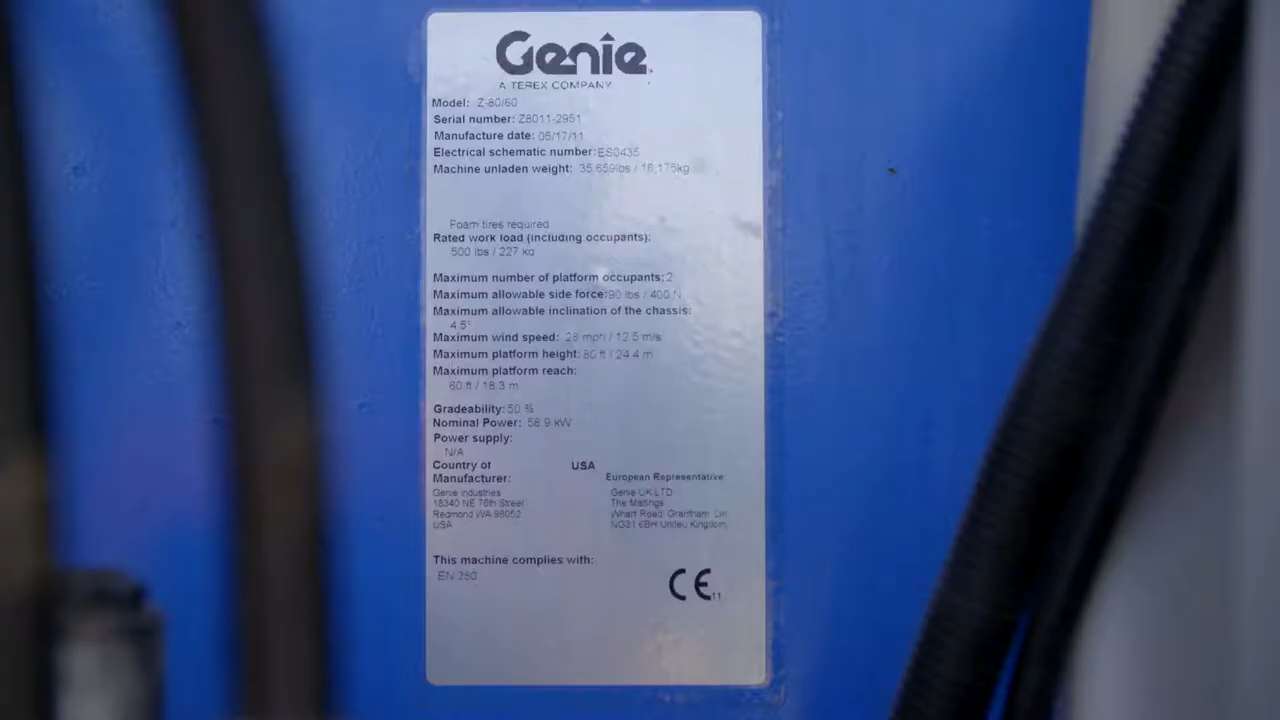 Genie
A TEREX COMPANY
Model: Z-80/60
Serial number: Z8011-2951
Manufacture date: 05/17/11
Electrical schematic number: ES0435
Machine unladen weight: 35,659lbs / 16,175kg
Foam tires required
Rated work load (including occupants):
500 lbs / 227 kg
Maximum number of platform occupants: 2
Maximum allowable side force: 90 lbs / 400 N
Maximum allowable inclination of the chassis:
4.5°
Maximum wind speed: 28 mph / 12.5 m/s
Maximum platform height: 80 ft / 24.4 m
Maximum platform reach:
60 ft / 18.3 m
Gradeability: 50 %
Nominal Power: 58.9 kW
Power supply:
N/A
Country of USA
Manufacturer: European Representative
Genie Industries Genie UK LTD
18340 NE 76th Street The Maltings
Redmond WA 98052 Wharf Road, Grantham, Lin
USA NG31 6BH United Kingdom
This machine complies with:
EN 280
CE 11